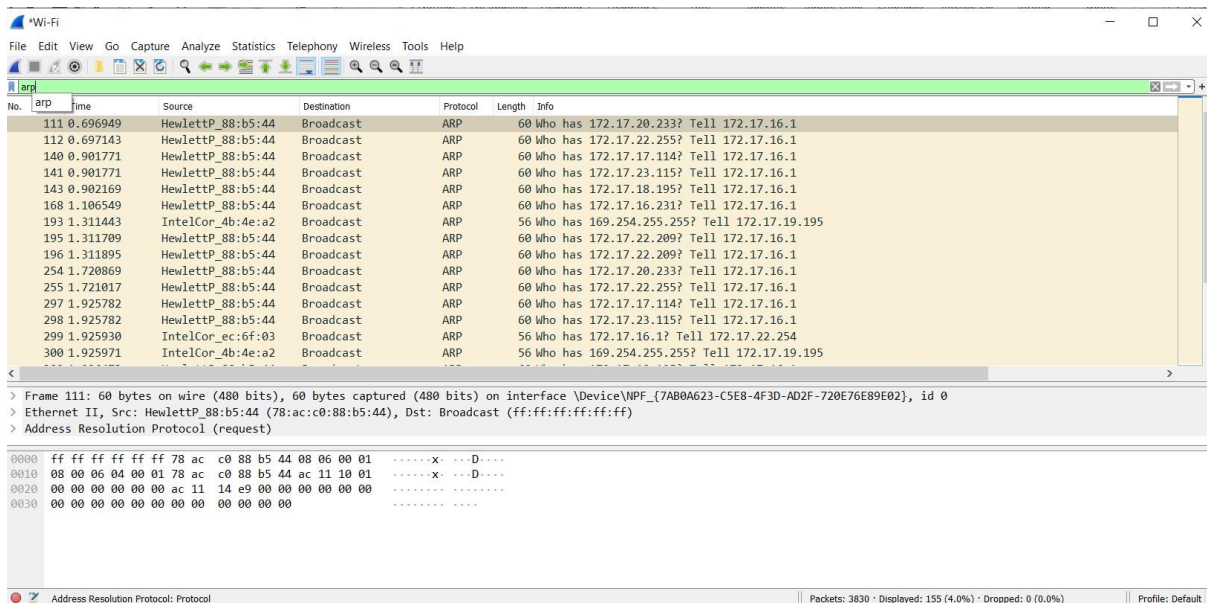 *Wi-Fi
File Edit View Go Capture Analyze Statistics Telephony Wireless Tools Help
arp
arp
No. Time Source Destination Protocol Length Info
111 0.696949 HewlettP_88:b5:44 Broadcast ARP 60 Who has 172.17.20.233? Tell 172.17.16.1
112 0.697143 HewlettP_88:b5:44 Broadcast ARP 60 Who has 172.17.22.255? Tell 172.17.16.1
140 0.901771 HewlettP_88:b5:44 Broadcast ARP 60 Who has 172.17.17.114? Tell 172.17.16.1
141 0.901771 HewlettP_88:b5:44 Broadcast ARP 60 Who has 172.17.23.115? Tell 172.17.16.1
143 0.902169 HewlettP_88:b5:44 Broadcast ARP 60 Who has 172.17.18.195? Tell 172.17.16.1
168 1.106549 HewlettP_88:b5:44 Broadcast ARP 60 Who has 172.17.16.231? Tell 172.17.16.1
193 1.311443 IntelCor_4b:4e:a2 Broadcast ARP 56 Who has 169.254.255.255? Tell 172.17.19.195
195 1.311709 HewlettP_88:b5:44 Broadcast ARP 60 Who has 172.17.22.209? Tell 172.17.16.1
196 1.311895 HewlettP_88:b5:44 Broadcast ARP 60 Who has 172.17.22.209? Tell 172.17.16.1
254 1.720869 HewlettP_88:b5:44 Broadcast ARP 60 Who has 172.17.20.233? Tell 172.17.16.1
255 1.721017 HewlettP_88:b5:44 Broadcast ARP 60 Who has 172.17.22.255? Tell 172.17.16.1
297 1.925782 HewlettP_88:b5:44 Broadcast ARP 60 Who has 172.17.17.114? Tell 172.17.16.1
298 1.925782 HewlettP_88:b5:44 Broadcast ARP 60 Who has 172.17.23.115? Tell 172.17.16.1
299 1.925930 IntelCor_ec:6f:03 Broadcast ARP 56 Who has 172.17.16.1? Tell 172.17.22.254
300 1.925971 IntelCor_4b:4e:a2 Broadcast ARP 56 Who has 169.254.255.255? Tell 172.17.19.195
Frame 111: 60 bytes on wire (480 bits), 60 bytes captured (480 bits) on interface \Device\NPF_{7AB0A623-C5E8-4F3D-AD2F-720E76E89E02}, id 0
Ethernet II, Src: HewlettP_88:b5:44 (78:ac:c0:88:b5:44), Dst: Broadcast (ff:ff:ff:ff:ff:ff)
Address Resolution Protocol (request)
0000 ff ff ff ff ff ff 78 ac c0 88 b5 44 08 06 00 01 ······x· ···D····
0010 08 00 06 04 00 01 78 ac c0 88 b5 44 ac 11 10 01 ······x· ···D····
0020 00 00 00 00 00 00 ac 11 14 e9 00 00 00 00 00 00 ········ ········
0030 00 00 00 00 00 00 00 00 00 00 00 00 ········ ····
Address Resolution Protocol: Protocol Packets: 3830 · Displayed: 155 (4.0%) · Dropped: 0 (0.0%) Profile: Default